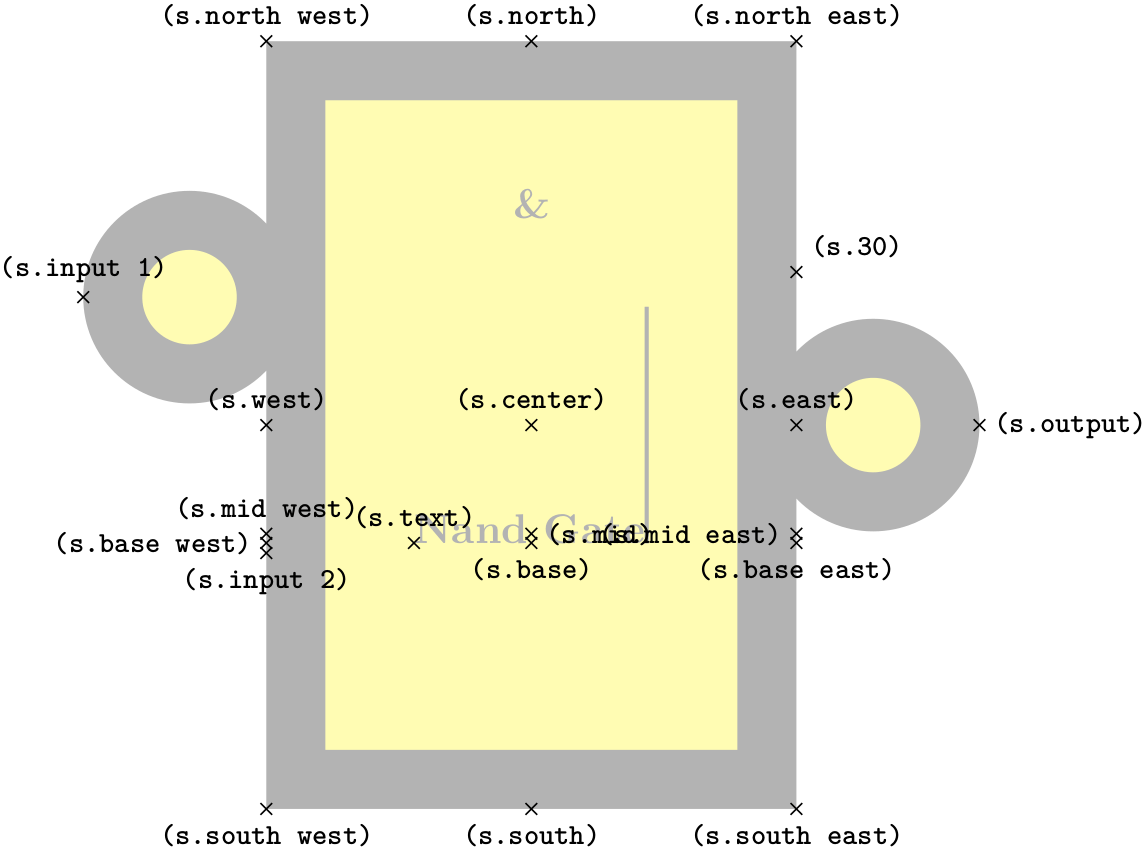 (s.north west) (s.north) (s.north east)
&
(s.30)
(s.input 1)
(s.west) (s.center) (s.east)
(s.output)
(s.mid west)
(s.text)
Nand Gate
(s.mid) (s.mid east)
(s.base west)
(s.base) (s.base east)
(s.input 2)
(s.south west) (s.south) (s.south east)